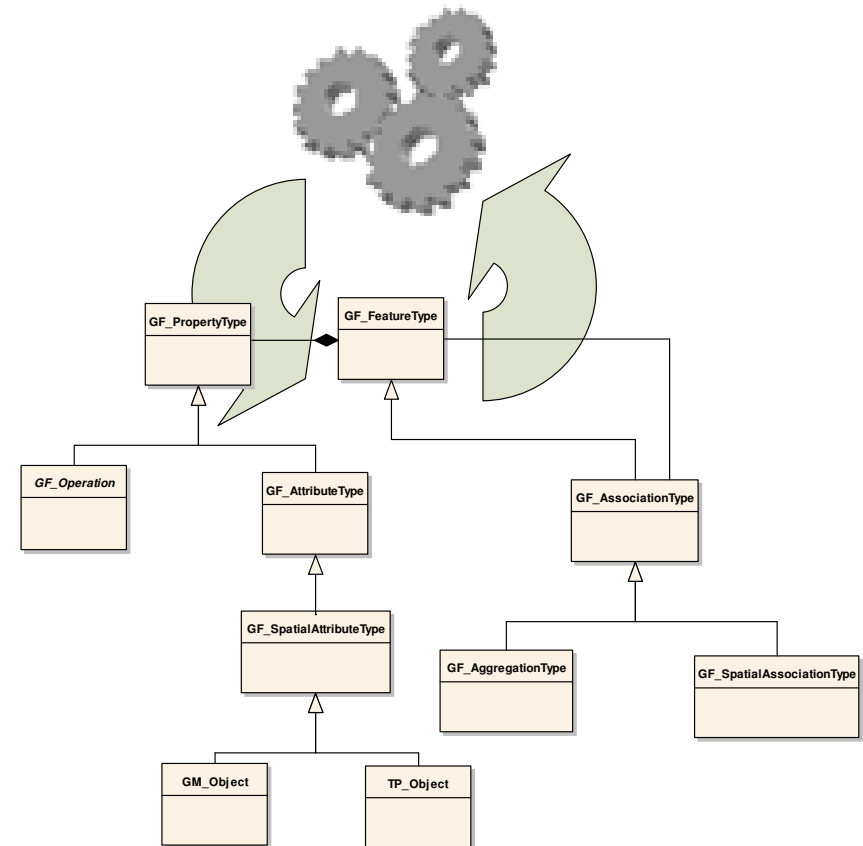 GF_PropertyType
GF_FeatureType
GF_Operation
GF_AttributeType
GF_AssociationType
GF_SpatialAttributeType
GF_AggregationType
GF_SpatialAssociationType
GM_Object
TP_Object